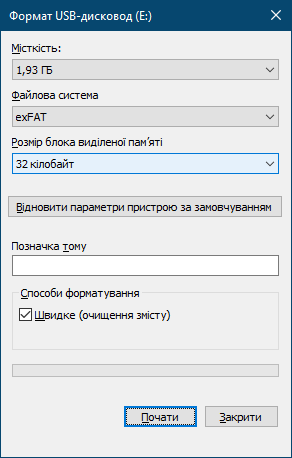 Формат USB-дисковод (E:)
Місткість:
1,93 ГБ
Файлова система
exFAT
Розмір блока виділеної пам'яті
32 кілобайт
Відновити параметри пристрою за замовчуванням
Позначка тому
Способи форматування
Швидке (очищення змісту)
Почати
Закрити